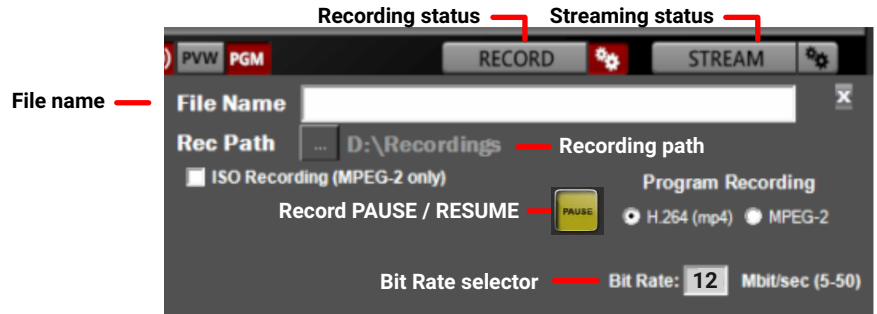 Recording status Streaming status
PVW PGM RECORD STREAM
File name File Name X
Rec Path ... D:\Recordings Recording path
ISO Recording (MPEG-2 only)
Program Recording
Record PAUSE / RESUME PAUSE H.264 (mp4) MPEG-2
Bit Rate selector Bit Rate: 12 Mbit/sec (5-50)